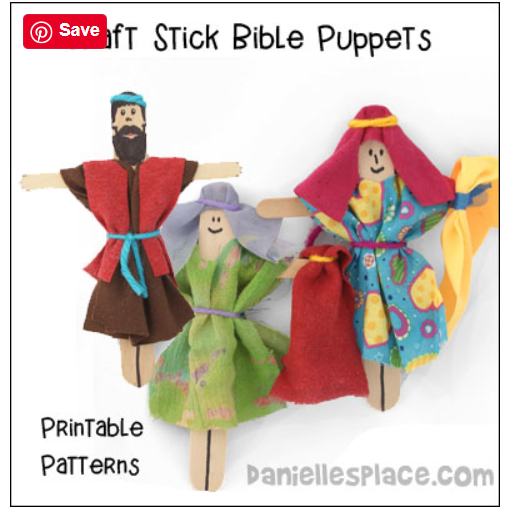 Save
aft Stick Bible Puppets
Printable
Patterns
daniellesplace.com